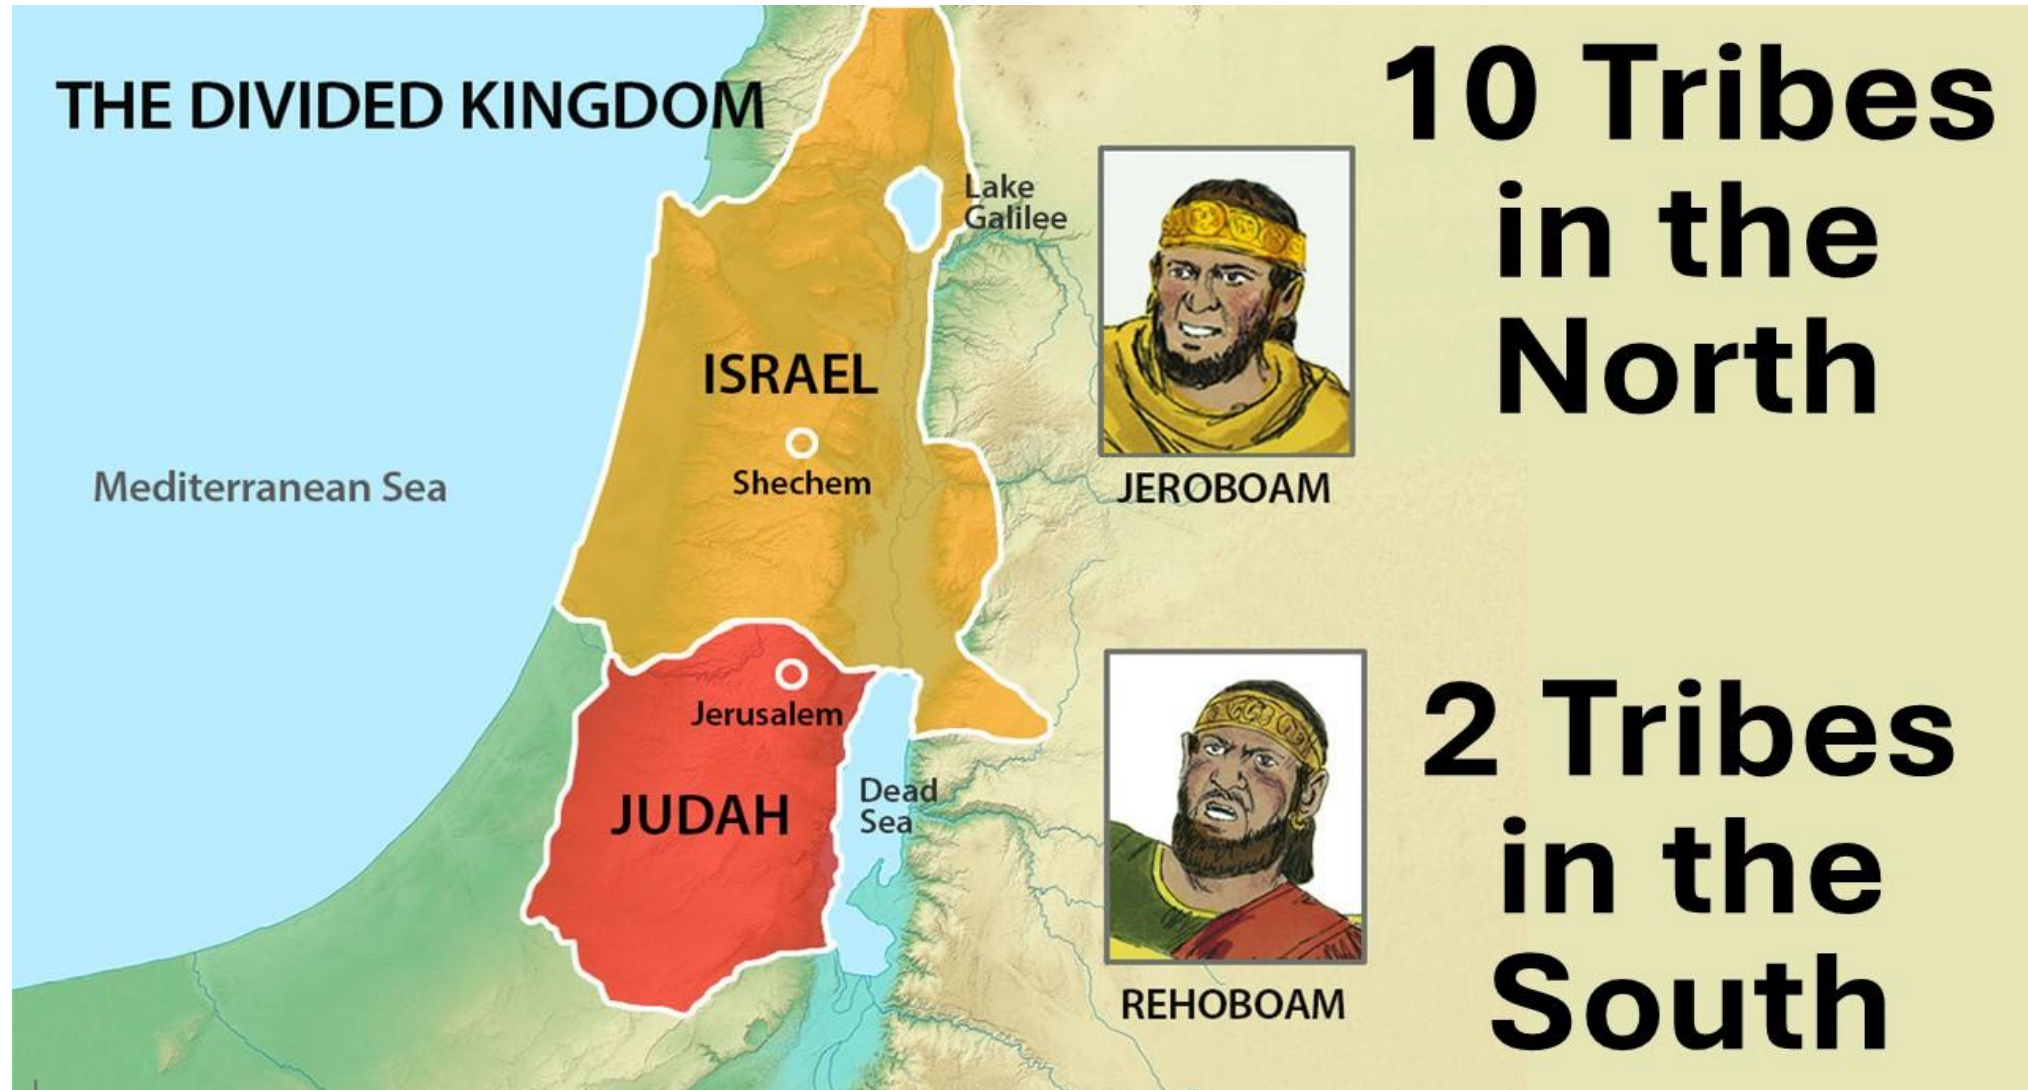 THE DIVIDED KINGDOM
10 Tribes
in the
North
Lake
Galilee
ISRAEL
Shechem
Mediterranean Sea
JEROBOAM
Jerusalem
JUDAH
Dead
Sea
2 Tribes
in the
South
REHOBOAM